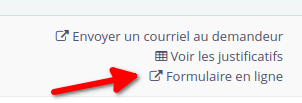 Envoyer un courriel au demandeur
Voir les justificatifs
Formulaire en ligne